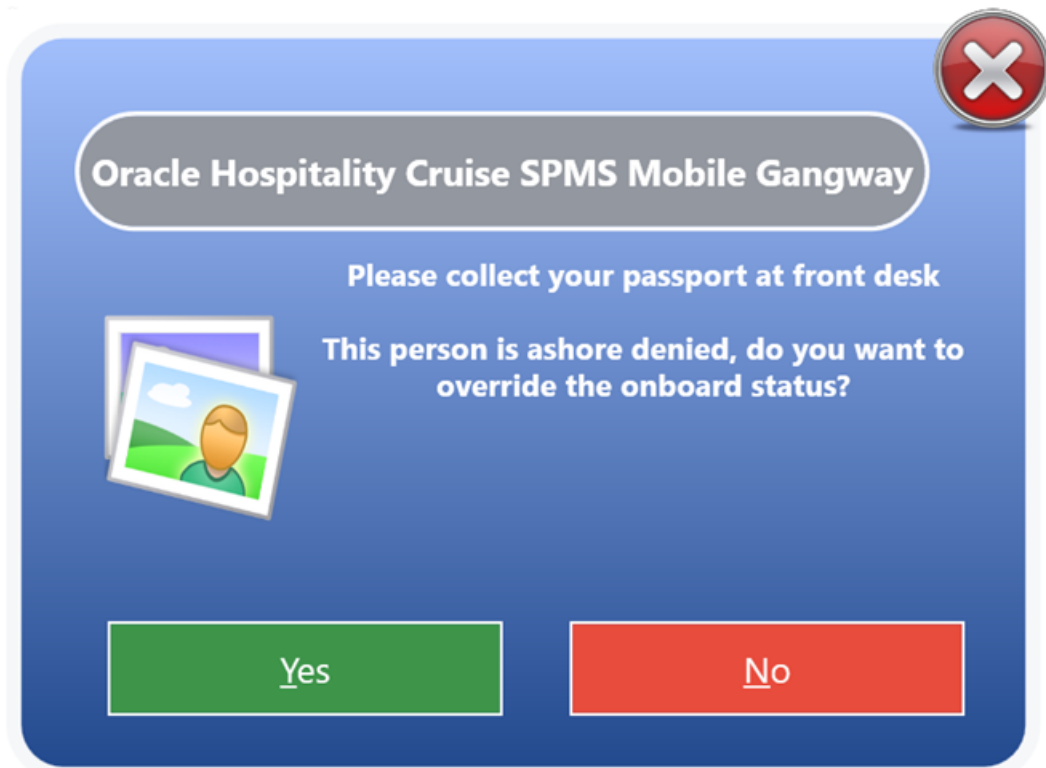 Oracle Hospitality Cruise SPMS Mobile Gangway
Please collect your passport at front desk
This person is ashore denied, do you want to
override the onboard status?
Yes
No